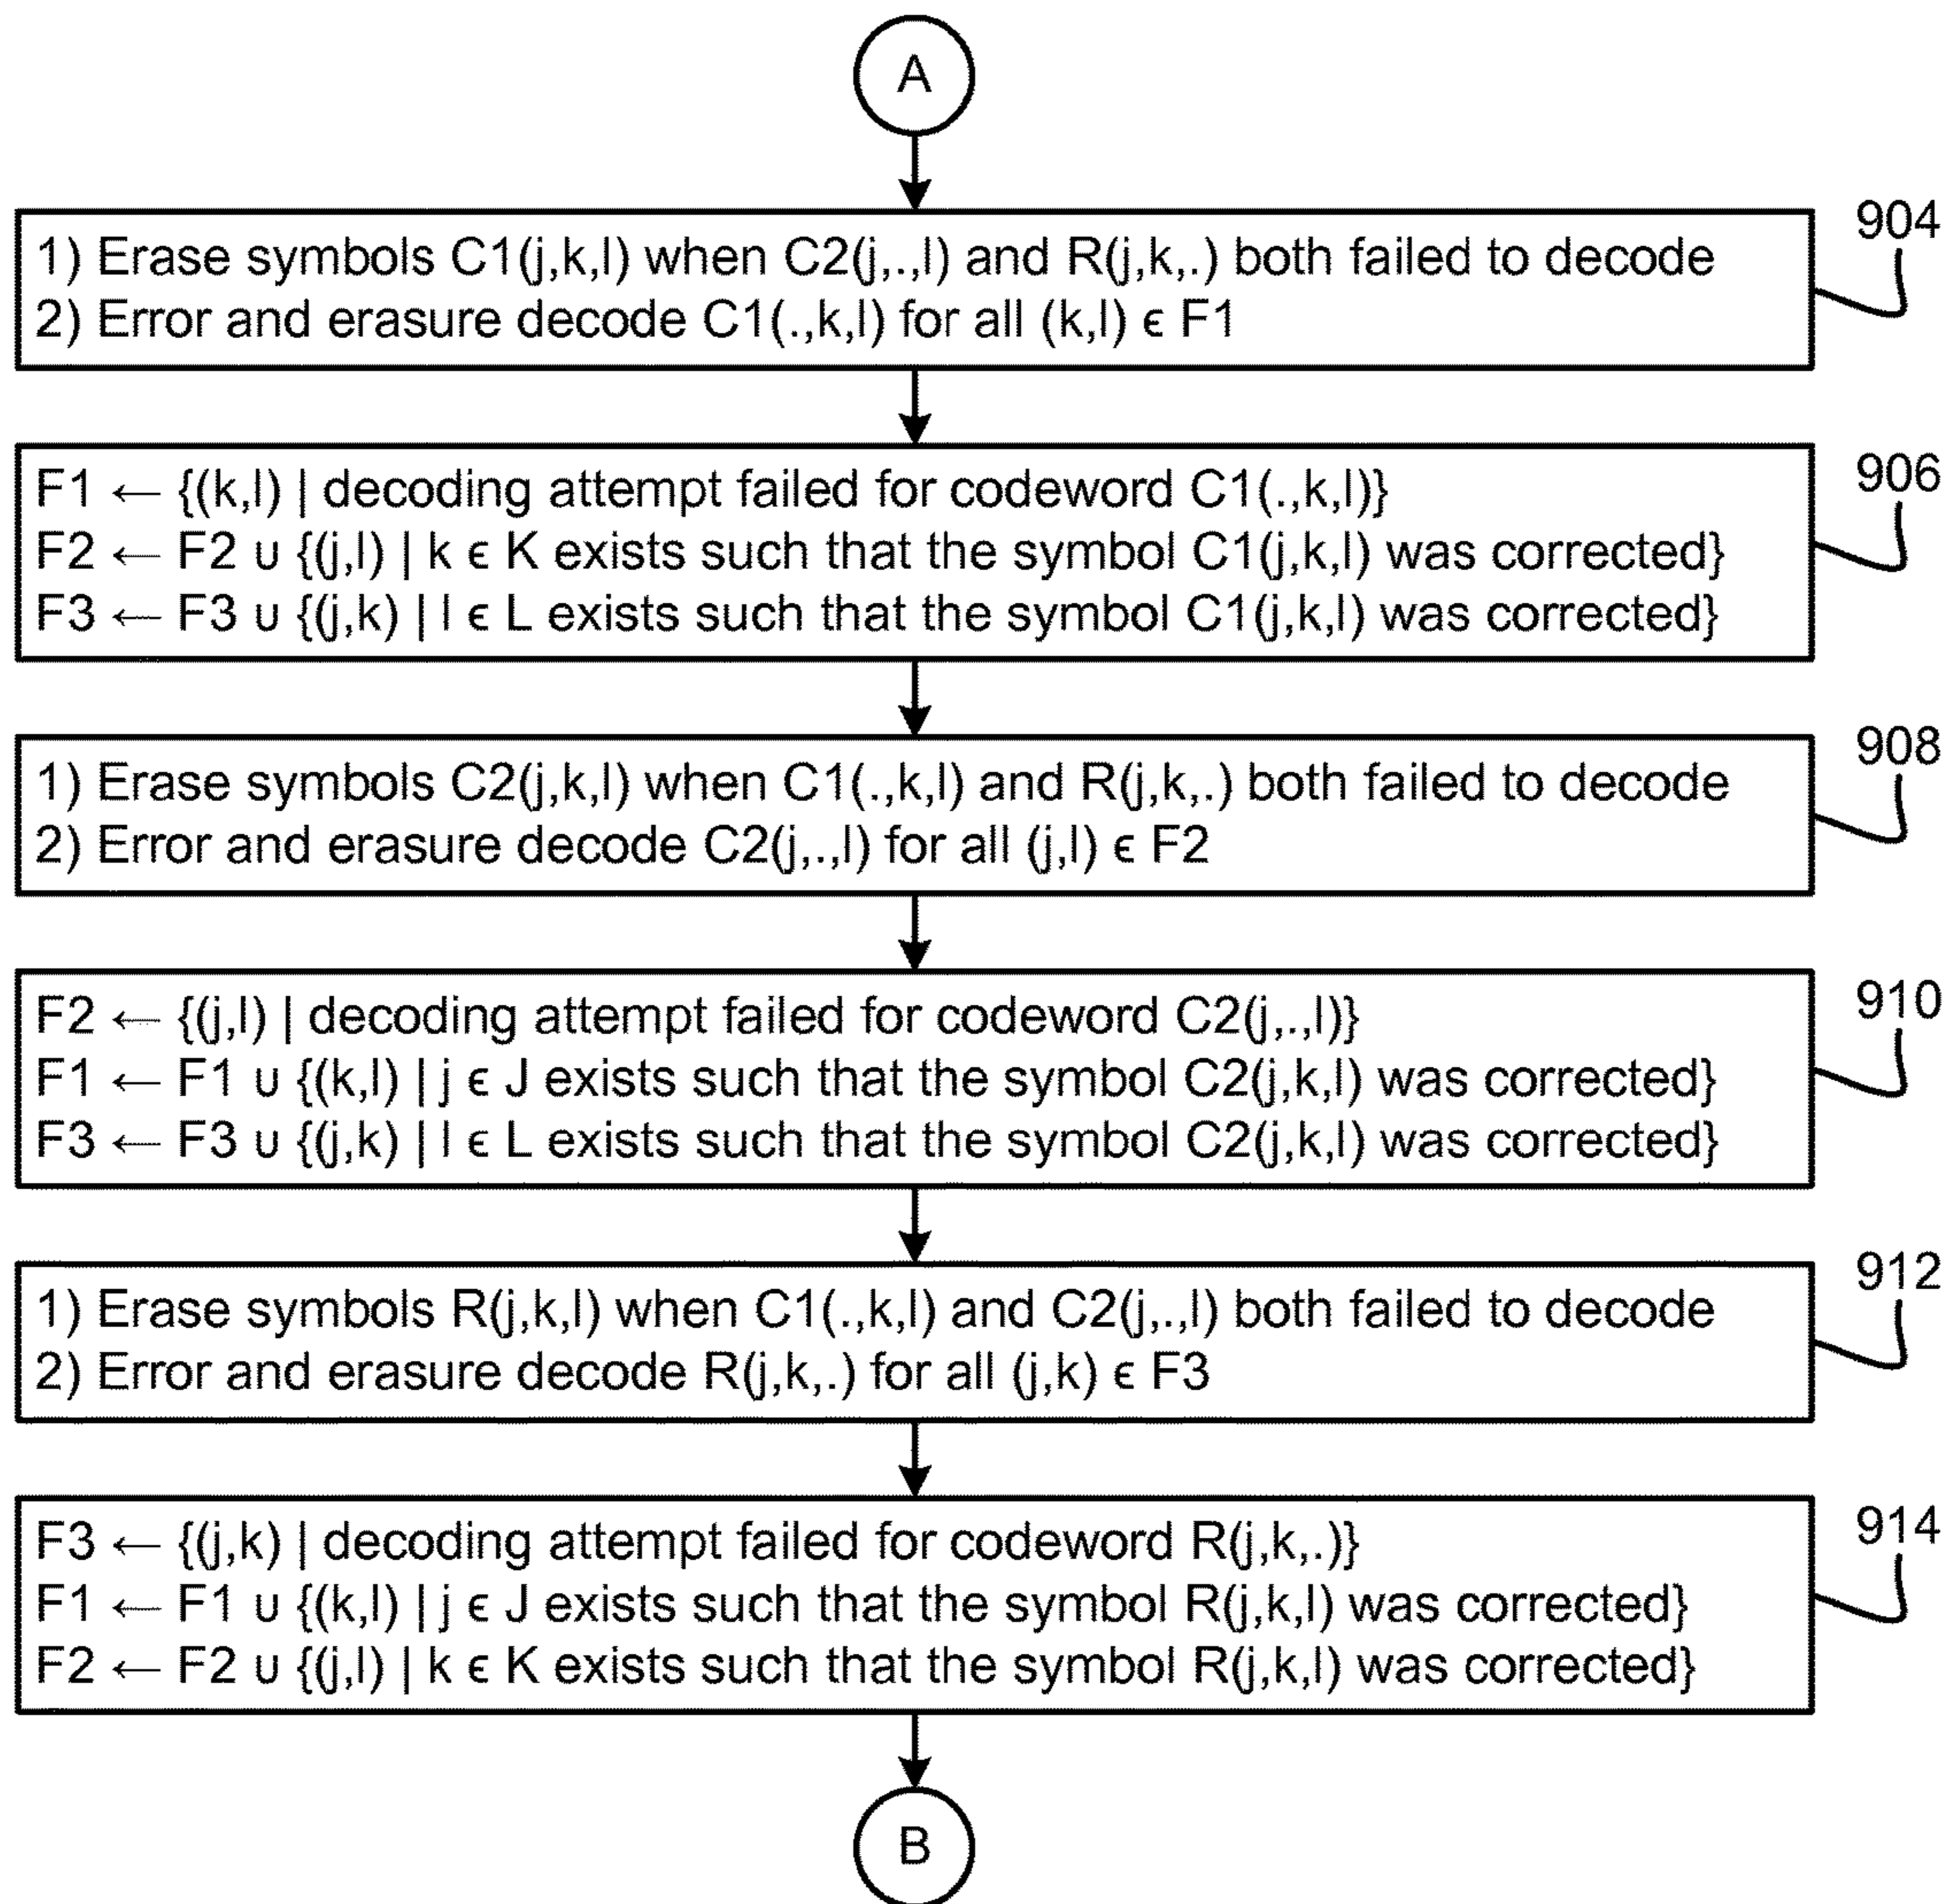 A
904
1) Erase symbols C1(j,k,l) when C2(j,.,l) and R(j,k,.) both failed to decode
2) Error and erasure decode C1(.,k,l) for all (k,l) ϵ F1
906
F1 ← {(k,l) | decoding attempt failed for codeword C1(.,k,l)}
F2 ← F2 ∪ {(j,l) | k ϵ K exists such that the symbol C1(j,k,l) was corrected}
F3 ← F3 ∪ {(j,k) | l ϵ L exists such that the symbol C1(j,k,l) was corrected}
908
1) Erase symbols C2(j,k,l) when C1(.,k,l) and R(j,k,.) both failed to decode
2) Error and erasure decode C2(j,.,l) for all (j,l) ϵ F2
910
F2 ← {(j,l) | decoding attempt failed for codeword C2(j,.,l)}
F1 ← F1 ∪ {(k,l) | j ϵ J exists such that the symbol C2(j,k,l) was corrected}
F3 ← F3 ∪ {(j,k) | l ϵ L exists such that the symbol C2(j,k,l) was corrected}
912
1) Erase symbols R(j,k,l) when C1(.,k,l) and C2(j,.,l) both failed to decode
2) Error and erasure decode R(j,k,.) for all (j,k) ϵ F3
914
F3 ← {(j,k) | decoding attempt failed for codeword R(j,k,.)}
F1 ← F1 ∪ {(k,l) | j ϵ J exists such that the symbol R(j,k,l) was corrected}
F2 ← F2 ∪ {(j,l) | k ϵ K exists such that the symbol R(j,k,l) was corrected}
B